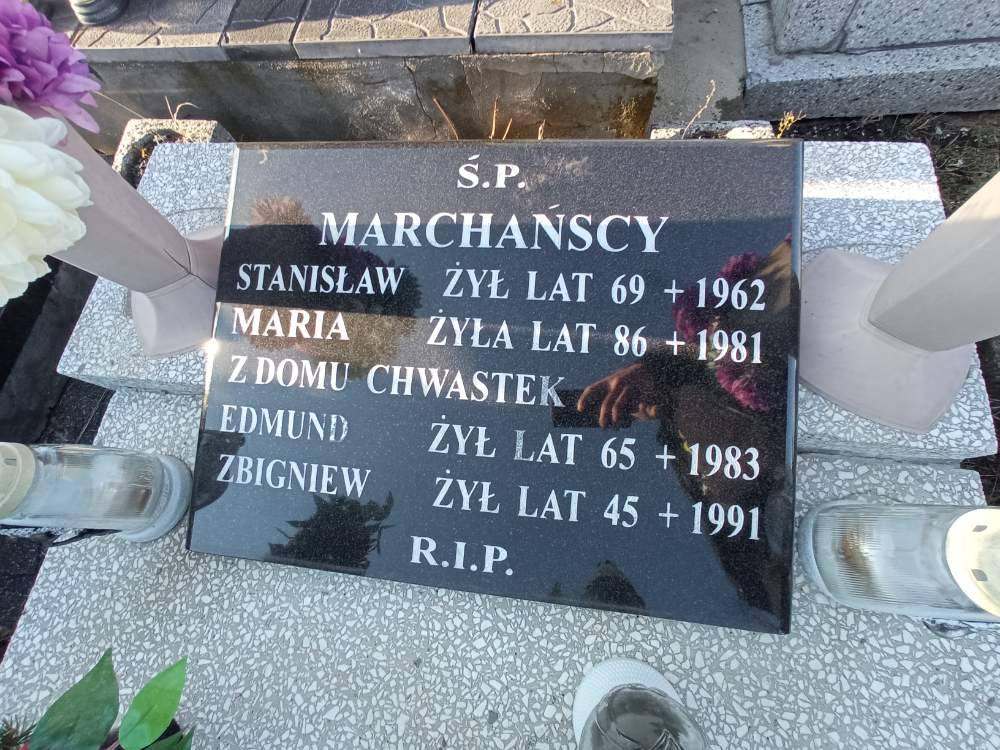 Ś.P.
MARCHAŃSCY
STANISŁAW ŻYŁ LAT 69 + 1962
MARIA ŻYŁA LAT 86 + 1981
Z DOMU CHWASTEK
EDMUND ŻYŁ LAT 65 + 1983
ZBIGNIEW ŻYŁ LAT 45 + 1991
R.I.P.